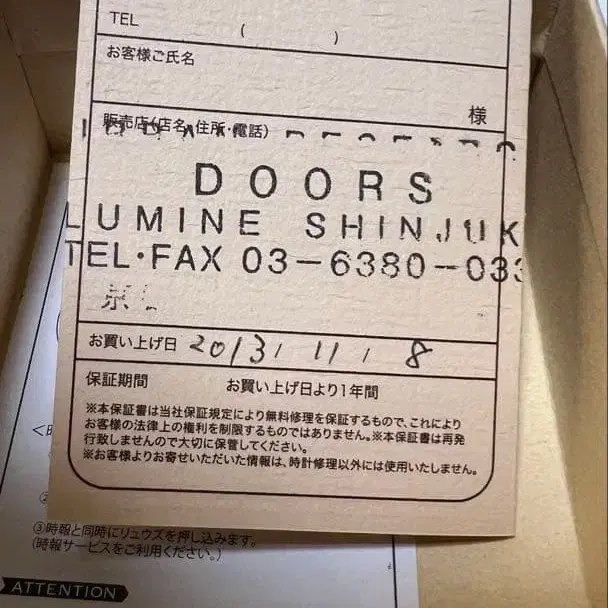 TEL ( )
お客様ご氏名
様
販売店(店名・住所・電話)
DOORS
LUMINE SHINJUK
TEL・FAX 03-6380-033
お買い上げ日 2013, 11, 8
保証期間 お買い上げ日より1年間
※本保証書は当社保証規定により無料修理を保証するもので、これにより
お客様の法律上の権利を制限するものではありません。※本保証書は再発
行致しませんので大切に保管してください。
※お客様よりお寄せいただいた情報は、時計修理以外には使用いたしません。
③時報と同時にリュウズを押し込みます。
(時報サービスをご利用ください。)
ATTENTION